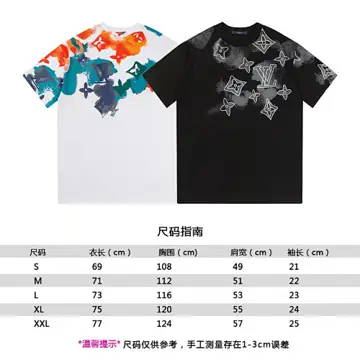 尺码指南
尺码 衣长（cm） 胸围(cm) 肩宽(cm) 袖长(cm)
S 69 108 49 21
M 71 112 51 22
L 73 116 53 23
XL 75 120 55 24
XXL 77 124 57 25
*温馨提示* 尺码仅供参考，手工测量存在1-3cm误差